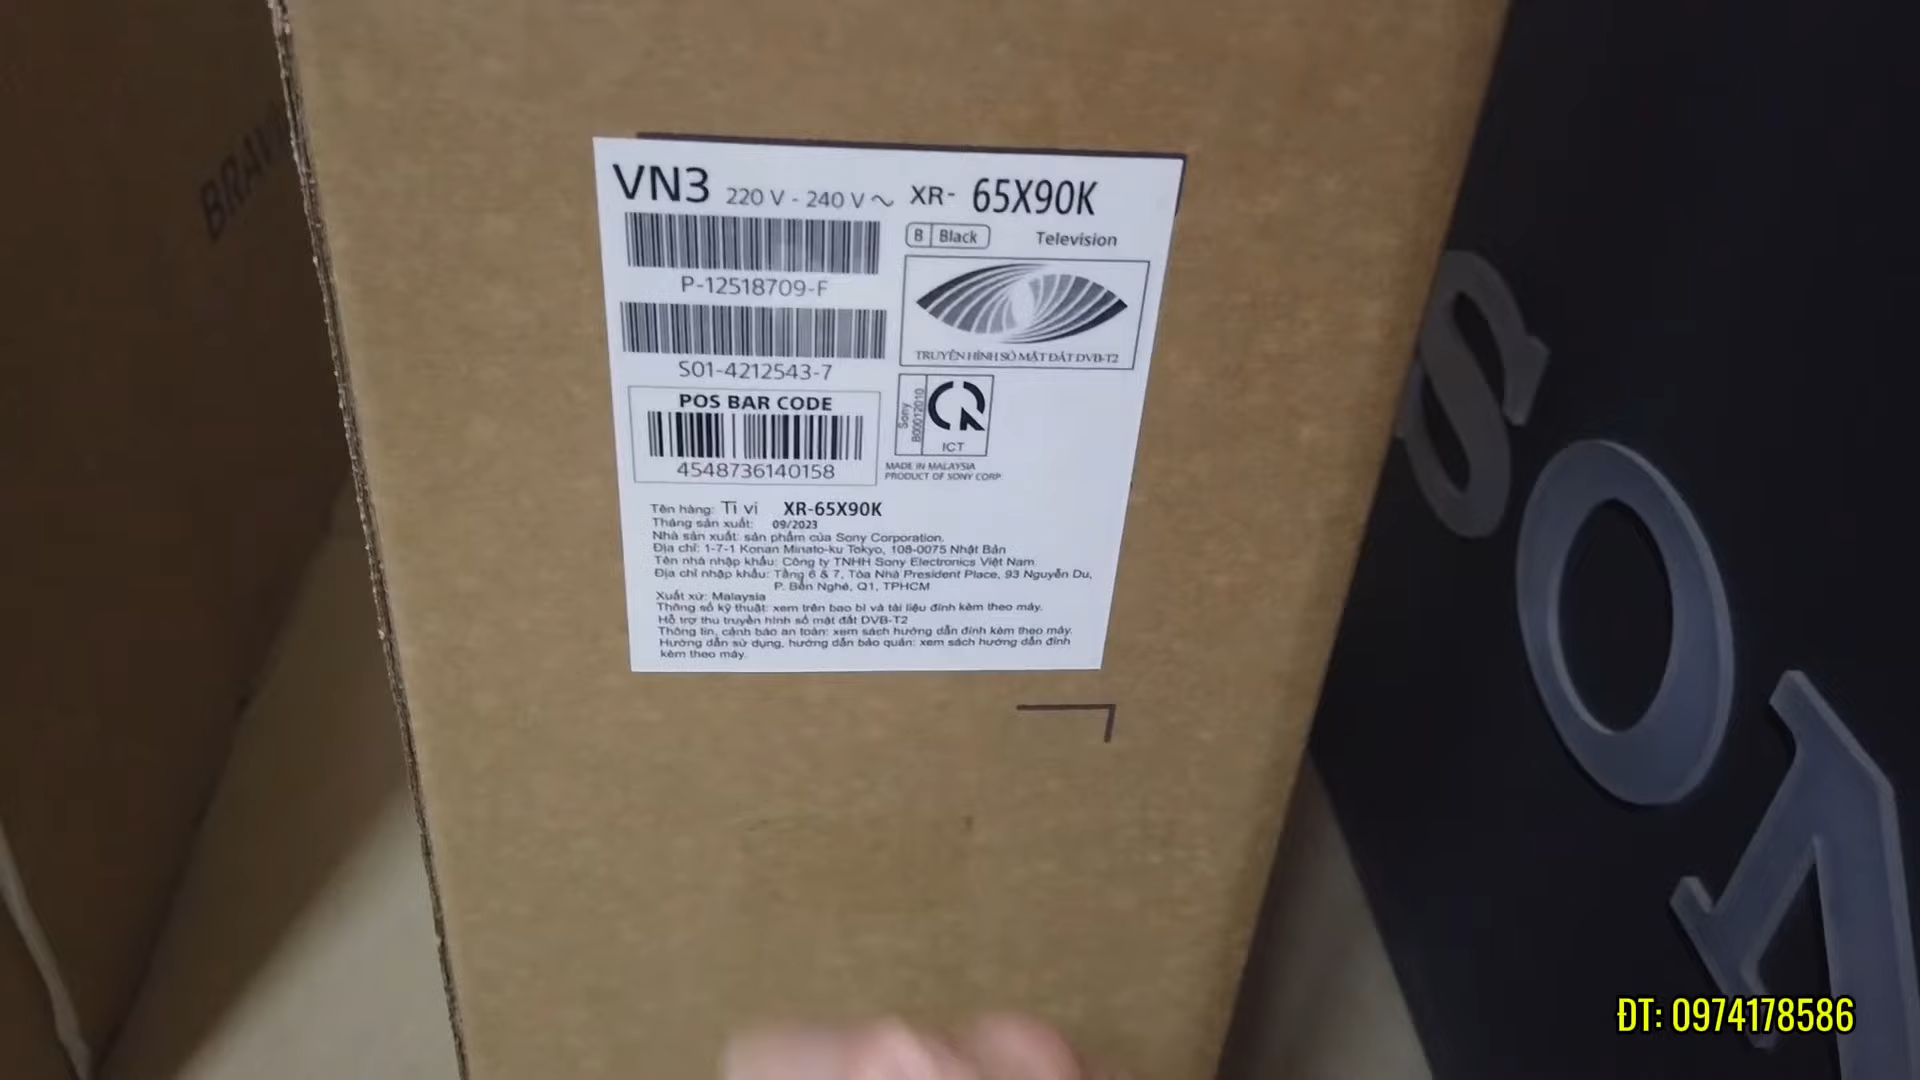 BRAVI
VN3 220 V - 240 V ~ XR- 65X90K
B Black Television
P-12518709-F
TRUYỀN HÌNH SỐ MẶT ĐẤT DVB-T2
S01-4212543-7
POS BAR CODE
4548736140158
Sony
B00012010
ICT
MADE IN MALAYSIA
PRODUCT OF SONY CORP
Tên hàng: Ti vi XR-65X90K
Tháng sản xuất: 09/2023
Nhà sản xuất: sản phẩm của Sony Corporation.
Địa chỉ: 1-7-1 Konan Minato-ku Tokyo, 108-0075 Nhật Bản
Tên nhà nhập khẩu: Công ty TNHH Sony Electronics Việt Nam
Địa chỉ nhập khẩu: Tầng 6 & 7, Tòa Nhà President Place, 93 Nguyễn Du,
P. Bến Nghé, Q1, TPHCM
Xuất xứ: Malaysia
Thông số kỹ thuật: xem trên bao bì và tài liệu đính kèm theo máy.
Hỗ trợ thu truyền hình số mặt đất DVB-T2
Thông tin, cảnh báo an toàn: xem sách hướng dẫn đính kèm theo máy.
Hướng dẫn sử dụng, hướng dẫn bảo quản: xem sách hướng dẫn đính
kèm theo máy.
SON
ĐT: 0974178586